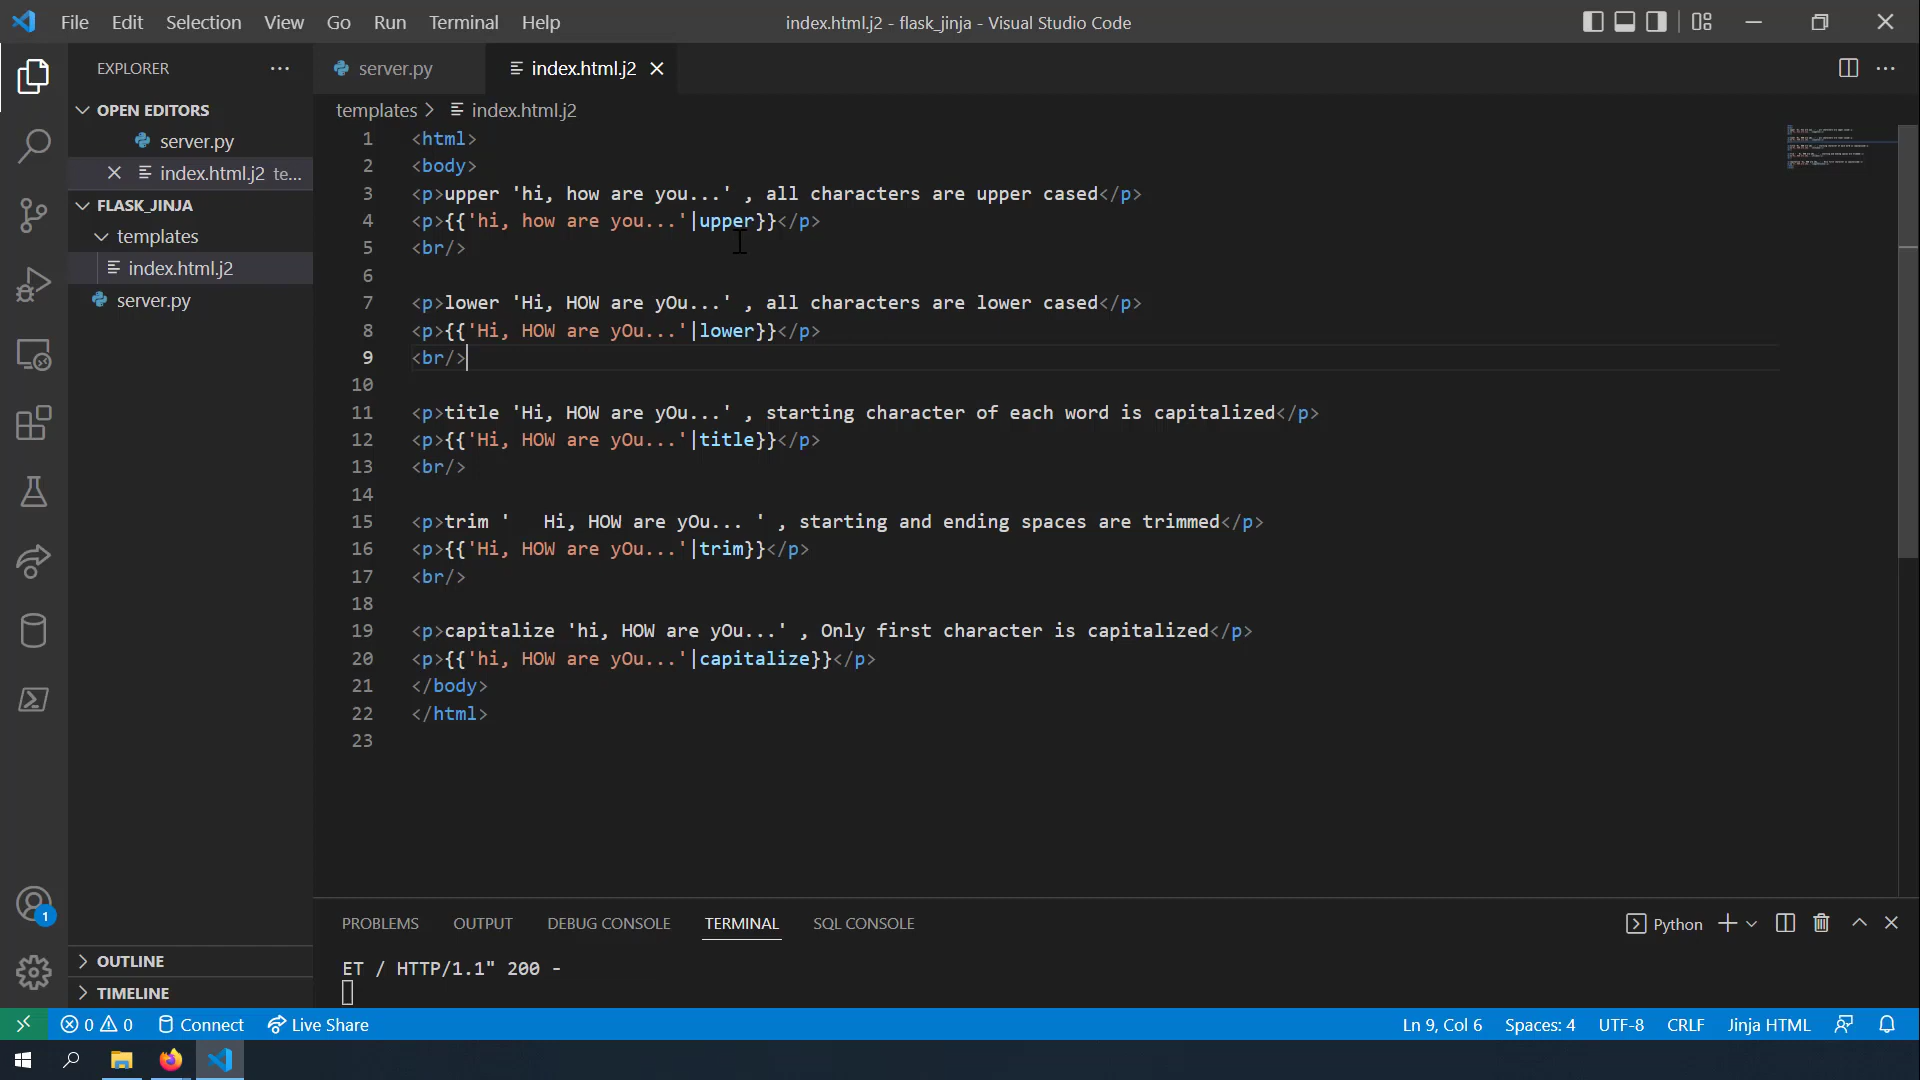 File Edit Selection View Go Run Terminal Help
index.html.j2 - flask_jinja - Visual Studio Code
EXPLORER
server.py
index.html.j2
OPEN EDITORS
server.py
index.html.j2 te...
FLASK_JINJA
templates
index.html.j2
server.py
OUTLINE
TIMELINE
templates > index.html.j2
1 <html>
2 <body>
3 <p>upper 'hi, how are you...' , all characters are upper cased</p>
4 <p>{{'hi, how are you...'|upper}}</p>
5 <br/>
6
7 <p>lower 'Hi, HOW are yOu...' , all characters are lower cased</p>
8 <p>{{'Hi, HOW are yOu...'|lower}}</p>
9 <br/>
10
11 <p>title 'Hi, HOW are yOu...' , starting character of each word is capitalized</p>
12 <p>{{'Hi, HOW are yOu...'|title}}</p>
13 <br/>
14
15 <p>trim '   Hi, HOW are yOu... ' , starting and ending spaces are trimmed</p>
16 <p>{{'Hi, HOW are yOu...'|trim}}</p>
17 <br/>
18
19 <p>capitalize 'hi, HOW are yOu...' , Only first character is capitalized</p>
20 <p>{{'hi, HOW are yOu...'|capitalize}}</p>
21 </body>
22 </html>
23
PROBLEMS OUTPUT DEBUG CONSOLE TERMINAL SQL CONSOLE
Python
ET / HTTP/1.1" 200 -
1
0 0 Connect Live Share
Ln 9, Col 6 Spaces: 4 UTF-8 CRLF Jinja HTML